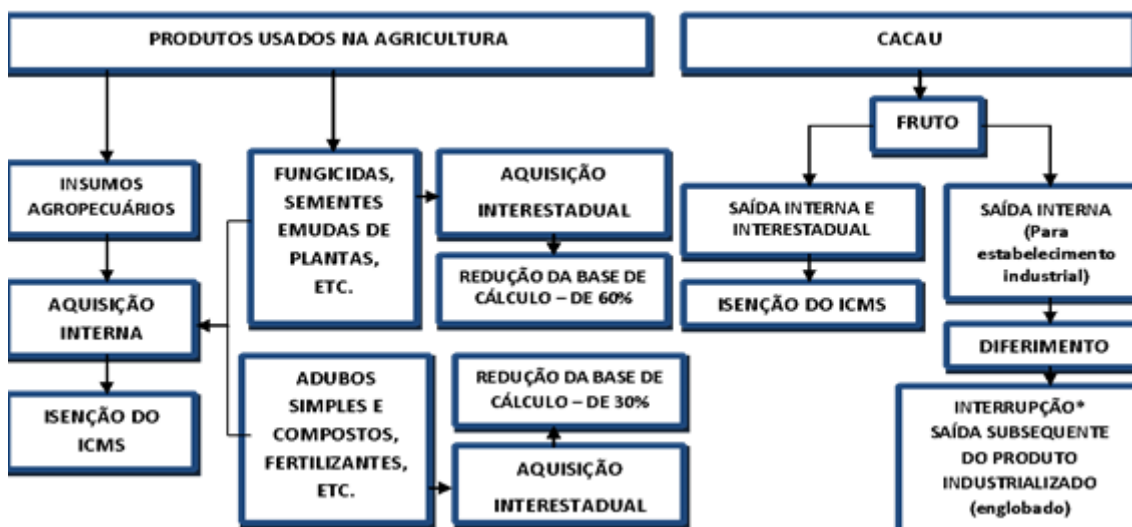 PRODUTOS USADOS NA AGRICULTURA
INSUMOS
AGROPECUÁRIOS
AQUISIÇÃO
INTERNA
ISENÇÃO DO
ICMS
FUNGICIDAS,
SEMENTES
EMUDAS DE
PLANTAS,
ETC.
AQUISIÇÃO
INTERESTADUAL
REDUÇÃO DA BASE DE
CÁLCULO – DE 60%
ADUBOS
SIMPLES E
COMPOSTOS,
FERTILIZANTES,
ETC.
REDUÇÃO DA BASE DE
CÁLCULO – DE 30%
AQUISIÇÃO
INTERESTADUAL
CACAU
FRUTO
SAÍDA INTERNA E
INTERESTADUAL
ISENÇÃO DO ICMS
SAÍDA INTERNA
(Para
estabelecimento
industrial)
DIFERIMENTO
INTERRUPÇÃO*
SAÍDA SUBSEQUENTE
DO PRODUTO
INDUSTRIALIZADO
(englobado)